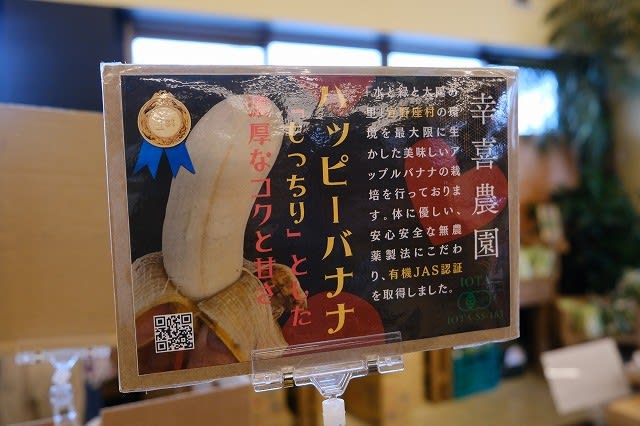 幸喜農園
「水と緑と太陽の
里」宜野座村の環
境を最大限に生
かした美味しいア
ップルバナナの栽
培を行っておりま
す。体に優しい、
安心安全な無農
薬製法にこだわ
り、有機JAS認証
を取得しました。
ハッピーバナナ
「もっちり」といた
濃厚なコクと甘さ
IOTA